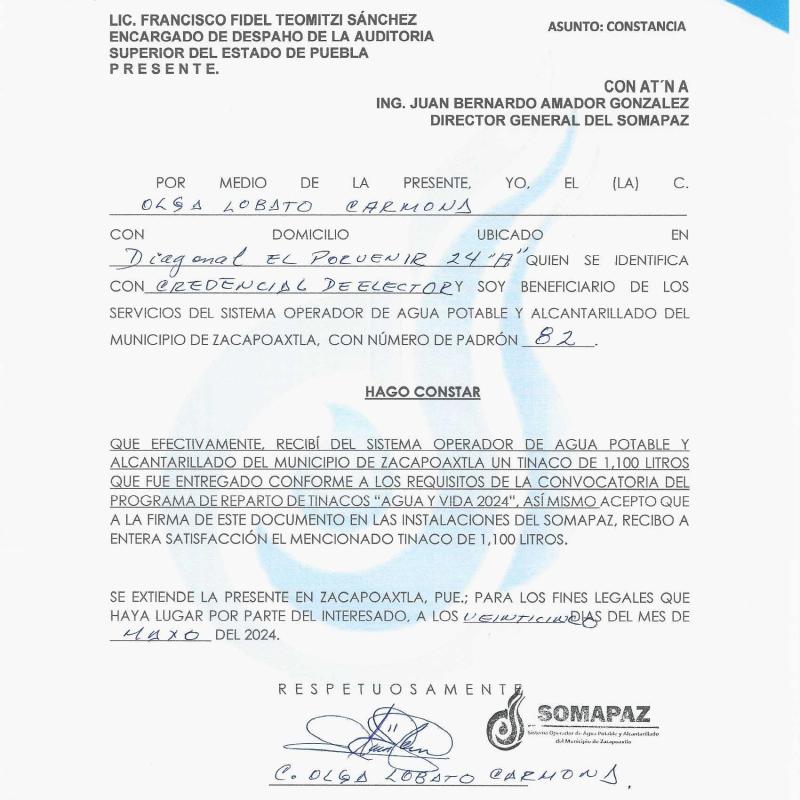 LIC. FRANCISCO FIDEL TEOMITZI SÁNCHEZ
ENCARGADO DE DESPAHO DE LA AUDITORIA
SUPERIOR DEL ESTADO DE PUEBLA
P R E S E N T E.
ASUNTO: CONSTANCIA
CON AT´N A
ING. JUAN BERNARDO AMADOR GONZALEZ
DIRECTOR GENERAL DEL SOMAPAZ
POR MEDIO DE LA PRESENTE, YO, EL (LA) C.
OLGA LOBATO CARMONA
CON DOMICILIO UBICADO EN
Diagonal EL PORVENIR 24 "A" QUIEN SE IDENTIFICA
CON CREDENCIAL DE ELECTOR Y SOY BENEFICIARIO DE LOS
SERVICIOS DEL SISTEMA OPERADOR DE AGUA POTABLE Y ALCANTARILLADO DEL
MUNICIPIO DE ZACAPOAXTLA, CON NÚMERO DE PADRÓN 82.
HAGO CONSTAR
QUE EFECTIVAMENTE, RECIBÍ DEL SISTEMA OPERADOR DE AGUA POTABLE Y
ALCANTARILLADO DEL MUNICIPIO DE ZACAPOAXTLA UN TINACO DE 1,100 LITROS
QUE FUE ENTREGADO CONFORME A LOS REQUISITOS DE LA CONVOCATORIA DEL
PROGRAMA DE REPARTO DE TINACOS “AGUA Y VIDA 2024”, ASÍ MISMO ACEPTO QUE
A LA FIRMA DE ESTE DOCUMENTO EN LAS INSTALACIONES DEL SOMAPAZ, RECIBO A
ENTERA SATISFACCIÓN EL MENCIONADO TINACO DE 1,100 LITROS.
SE EXTIENDE LA PRESENTE EN ZACAPOAXTLA, PUE.; PARA LOS FINES LEGALES QUE
HAYA LUGAR POR PARTE DEL INTERESADO, A LOS VEINTICINCO DIAS DEL MES DE
MAYO DEL 2024.
R E S P E T U O S A M E N T E
SOMAPAZ
Sistema Operador de Agua Potable y Alcantarillado
del Municipio de Zacapoaxtla
C. OLGA LOBATO CARMONA.